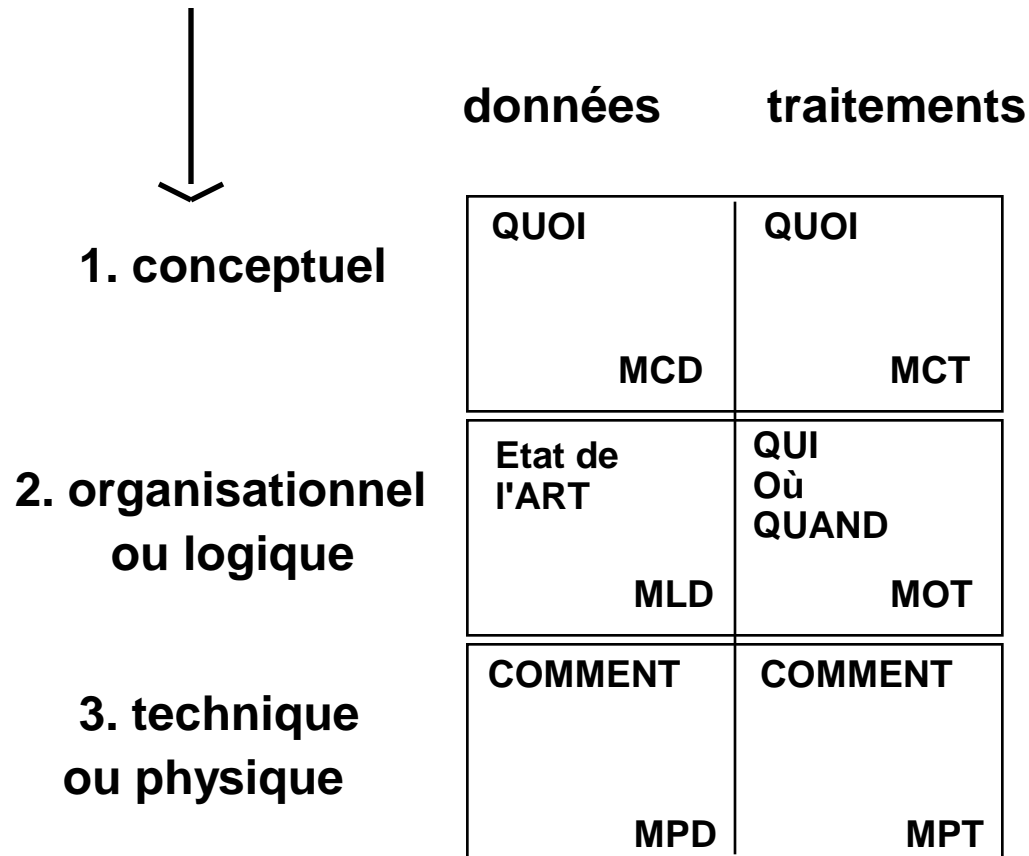 données traitements
1. conceptuel
QUOI QUOI
MCD MCT
2. organisationnel
ou logique
Etat de
l'ART
QUI
Où
QUAND
MLD MOT
3. technique
ou physique
COMMENT COMMENT
MPD MPT